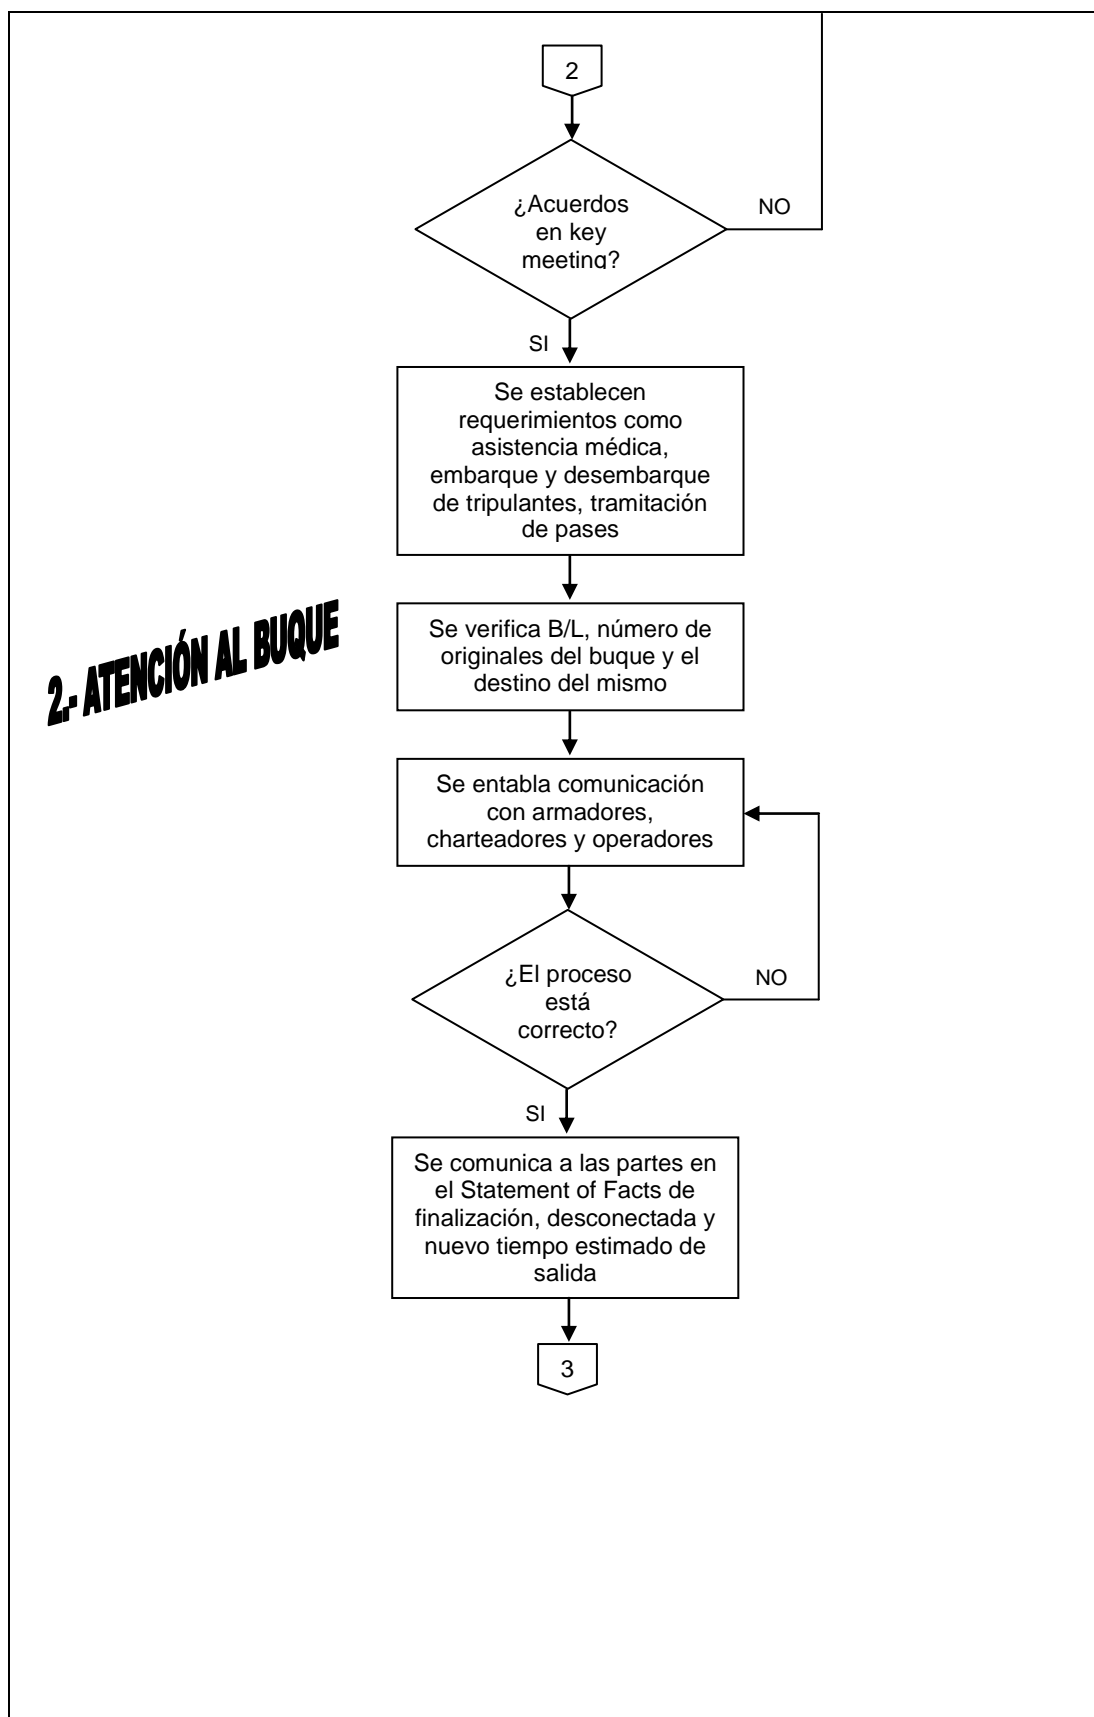 2
¿Acuerdos
en key
meeting?
NO
SI
Se establecen
requerimientos como
asistencia médica,
embarque y desembarque
de tripulantes, tramitación
de pases
Se verifica B/L, número de
originales del buque y el
destino del mismo
2.- ATENCIÓN AL BUQUE
Se entabla comunicación
con armadores,
charteadores y operadores
¿El proceso
está
correcto?
NO
SI
Se comunica a las partes en
el Statement of Facts de
finalización, desconectada y
nuevo tiempo estimado de
salida
3